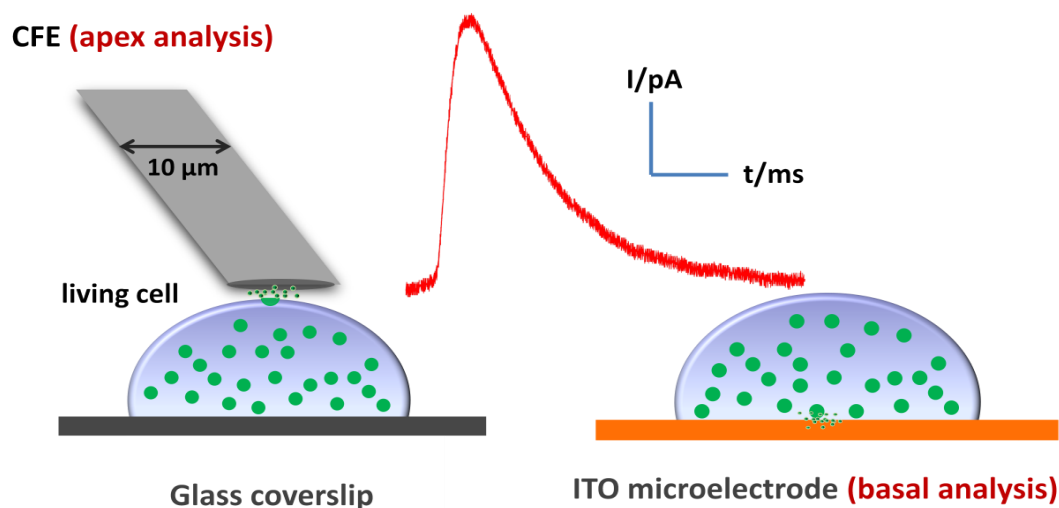 CFE (apex analysis)
I/pA
10 µm
t/ms
living cell
Glass coverslip
ITO microelectrode (basal analysis)